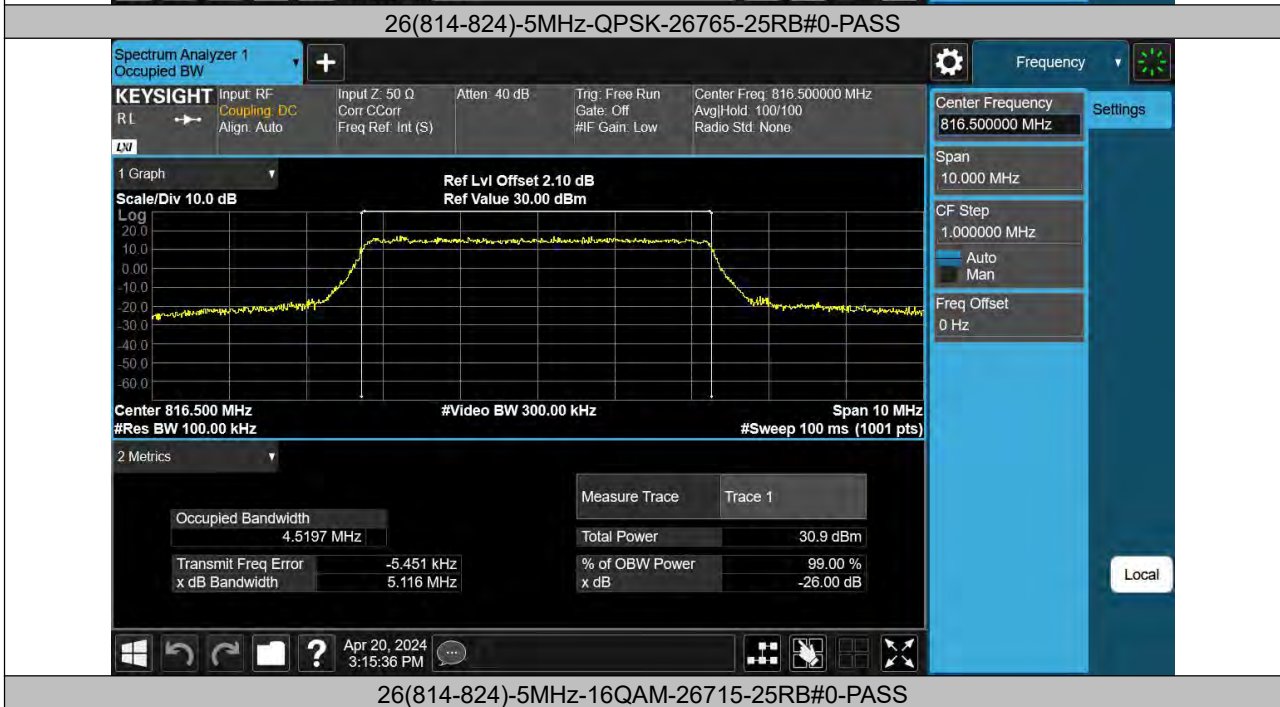 26(814-824)-5MHz-QPSK-26765-25RB#0-PASS
Spectrum Analyzer 1
Occupied BW
Frequency
KEYSIGHT
RL
LXI
Input: RF
Coupling: DC
Align: Auto
Input Z: 50 Ω
Corr CCorr
Freq Ref: Int (S)
Atten: 40 dB
Trig: Free Run
Gate: Off
#IF Gain: Low
Center Freq: 816.500000 MHz
Avg|Hold: 100/100
Radio Std: None
Center Frequency
816.500000 MHz
Settings
Span
10.000 MHz
CF Step
1.000000 MHz
Auto
Man
Freq Offset
0 Hz
1 Graph
Scale/Div 10.0 dB
Ref Lvl Offset 2.10 dB
Ref Value 30.00 dBm
Log
20.0
10.0
0.00
-10.0
-20.0
-30.0
-40.0
-50.0
-60.0
Center 816.500 MHz
#Video BW 300.00 kHz
Span 10 MHz
#Res BW 100.00 kHz
#Sweep 100 ms (1001 pts)
2 Metrics
Measure Trace
Trace 1
Occupied Bandwidth
4.5197 MHz
Total Power
30.9 dBm
Transmit Freq Error
-5.451 kHz
% of OBW Power
99.00 %
x dB Bandwidth
5.116 MHz
x dB
-26.00 dB
Local
?
Apr 20, 2024
3:15:36 PM
26(814-824)-5MHz-16QAM-26715-25RB#0-PASS